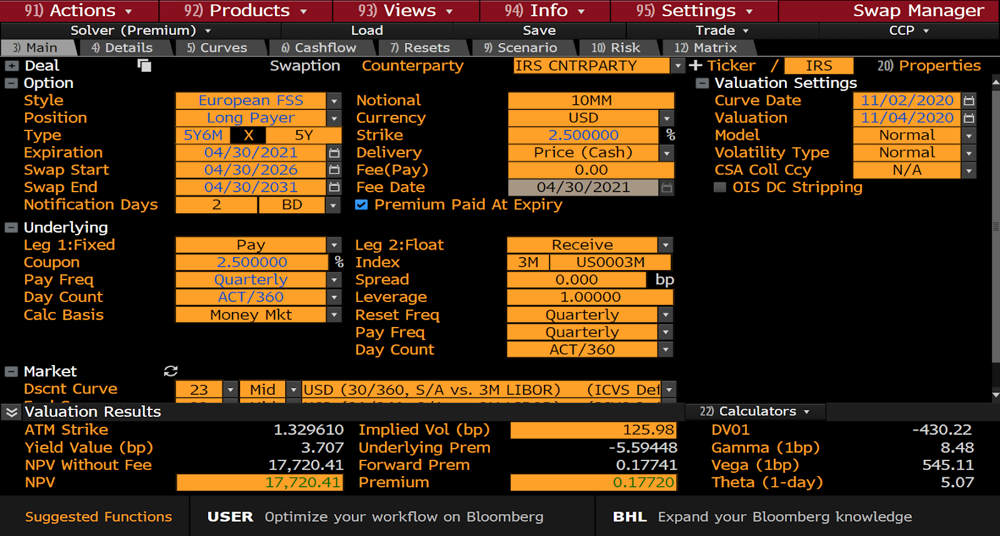 91) Actions 92) Products 93) Views 94) Info 95) Settings Swap Manager
Solver (Premium) Load Save Trade CCP
3) Main 4) Details 5) Curves 6) Cashflow 7) Resets 9) Scenario 10) Risk 12) Matrix
Deal Swaption Counterparty IRS CNTRPARTY + Ticker / IRS 20) Properties
Option Valuation Settings
Style European FSS Notional 10MM Curve Date 11/02/2020
Position Long Payer Currency USD Valuation 11/04/2020
Type 5Y6M X 5Y Strike 2.500000 % Model Normal
Expiration 04/30/2021 Delivery Price (Cash) Volatility Type Normal
Swap Start 04/30/2026 Fee(Pay) 0.00 CSA Coll Ccy N/A
Swap End 04/30/2031 Fee Date 04/30/2021 OIS DC Stripping
Notification Days 2 BD Premium Paid At Expiry
Underlying
Leg 1:Fixed Pay Leg 2:Float Receive
Coupon 2.500000 % Index 3M US0003M
Pay Freq Quarterly Spread 0.000 bp
Day Count ACT/360 Leverage 1.00000
Calc Basis Money Mkt Reset Freq Quarterly
Pay Freq Quarterly
Day Count ACT/360
Market
Dscnt Curve 23 Mid USD (30/360, S/A vs. 3M LIBOR) (ICVS Def
Valuation Results 22) Calculators
ATM Strike 1.329610 Implied Vol (bp) 125.98 DV01 -430.22
Yield Value (bp) 3.707 Underlying Prem -5.59448 Gamma (1bp) 8.48
NPV Without Fee 17,720.41 Forward Prem 0.17741 Vega (1bp) 545.11
NPV 17,720.41 Premium 0.17720 Theta (1-day) 5.07
Suggested Functions USER Optimize your workflow on Bloomberg BHL Expand your Bloomberg knowledge